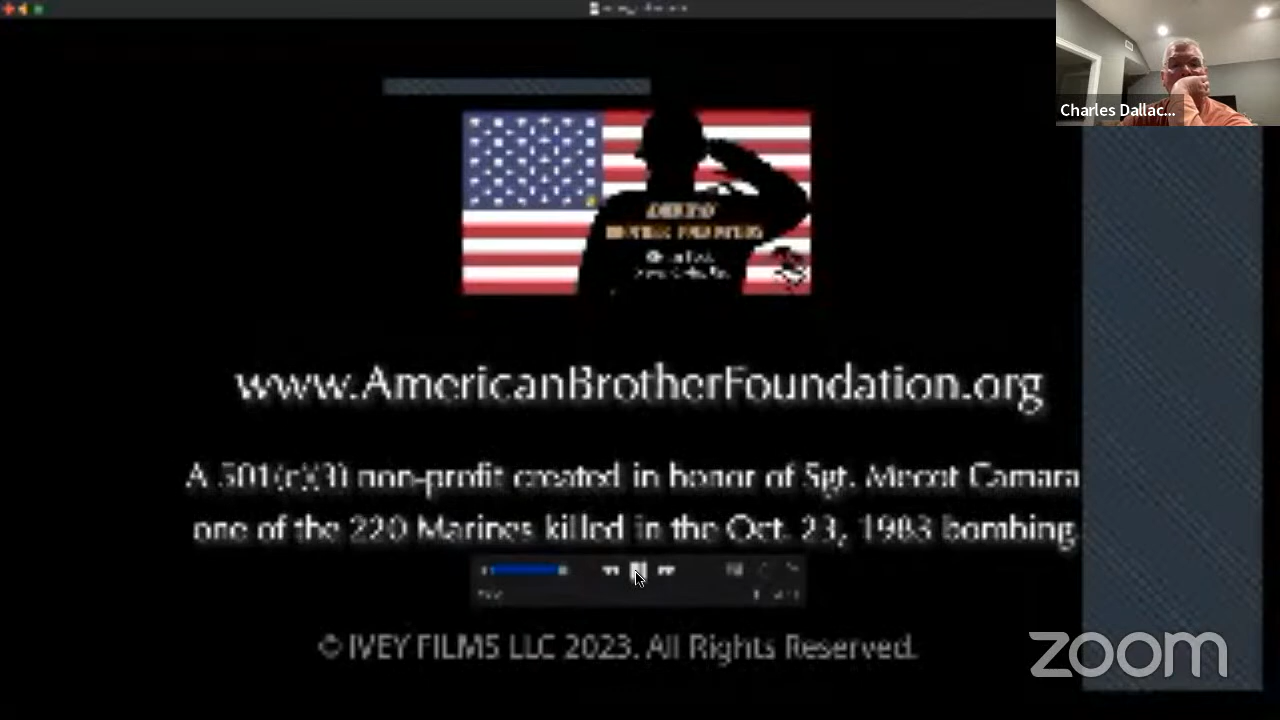 Charles Dallac...
www.AmericanBrotherFoundation.org
A 501(c)(3) non-profit created in honor of Sgt. Mecot Camara
one of the 220 Marines killed in the Oct. 23, 1983 bombing.
© IVEY FILMS LLC 2023. All Rights Reserved.
zoom